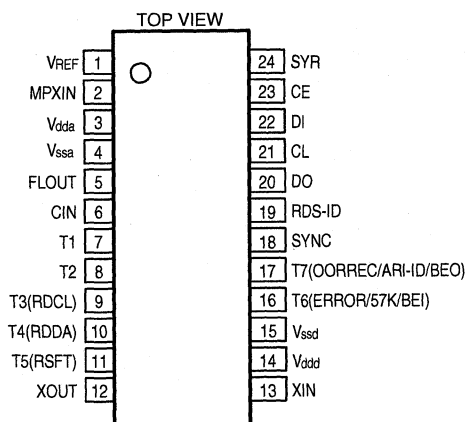 TOP VIEW
VREF 1 24 SYR
MPXIN 2 23 CE
Vdda 3 22 DI
Vssa 4 21 CL
FLOUT 5 20 DO
CIN 6 19 RDS-ID
T1 7 18 SYNC
T2 8 17 T7(OORREC/ARI-ID/BEO)
T3(RDCL) 9 16 T6(ERROR/57K/BEI)
T4(RDDA) 10 15 Vssd
T5(RSFT) 11 14 Vddd
XOUT 12 13 XIN